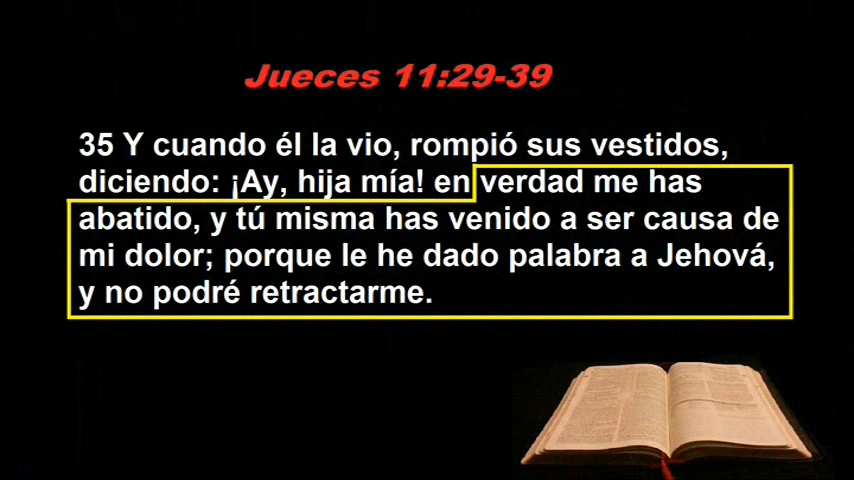 Jueces 11:29-39
35 Y cuando él la vio, rompió sus vestidos,
diciendo: ¡Ay, hija mía! en verdad me has
abatido, y tú misma has venido a ser causa de
mi dolor; porque le he dado palabra a Jehová,
y no podré retractarme.